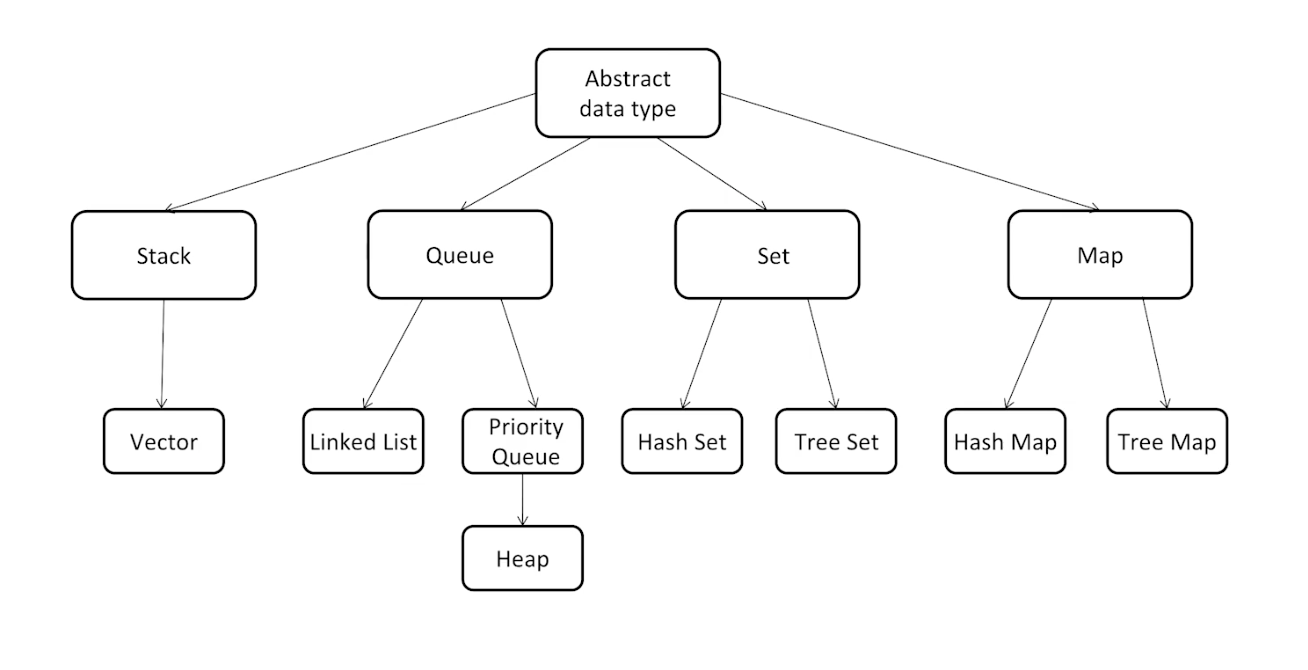 Abstract
data type
Stack
Queue
Set
Map
Vector
Linked List
Priority
Queue
Hash Set
Tree Set
Hash Map
Tree Map
Heap